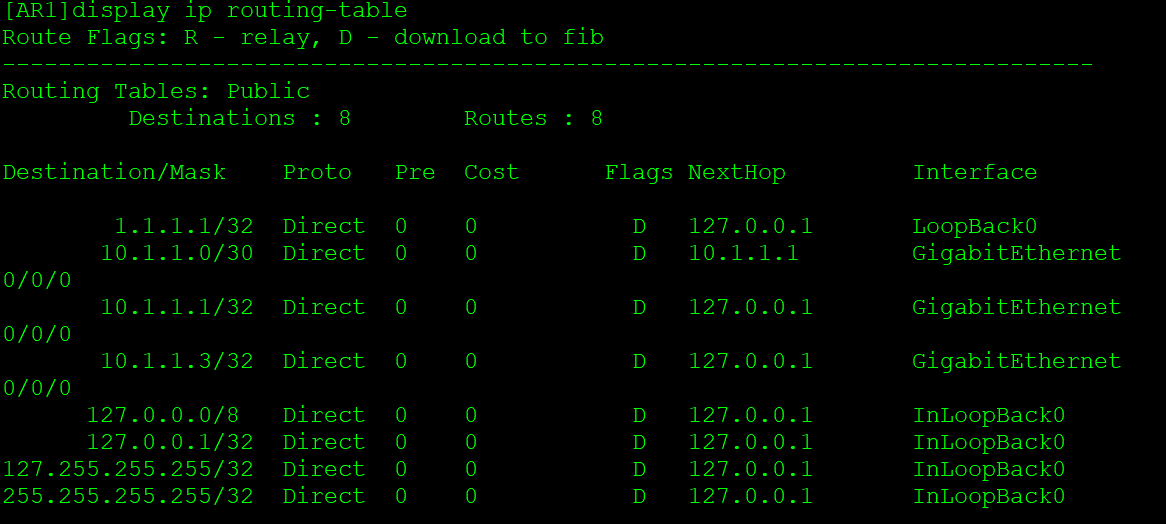 [AR1]display ip routing-table
Route Flags: R - relay, D - download to fib
------------------------------------------------------------------------------
Routing Tables: Public
         Destinations : 8        Routes : 8

Destination/Mask    Proto   Pre  Cost      Flags NextHop         Interface

        1.1.1.1/32  Direct  0    0           D   127.0.0.1       LoopBack0
       10.1.1.0/30  Direct  0    0           D   10.1.1.1        GigabitEthernet
0/0/0
       10.1.1.1/32  Direct  0    0           D   127.0.0.1       GigabitEthernet
0/0/0
       10.1.1.3/32  Direct  0    0           D   127.0.0.1       GigabitEthernet
0/0/0
      127.0.0.0/8   Direct  0    0           D   127.0.0.1       InLoopBack0
      127.0.0.1/32  Direct  0    0           D   127.0.0.1       InLoopBack0
127.255.255.255/32  Direct  0    0           D   127.0.0.1       InLoopBack0
255.255.255.255/32  Direct  0    0           D   127.0.0.1       InLoopBack0